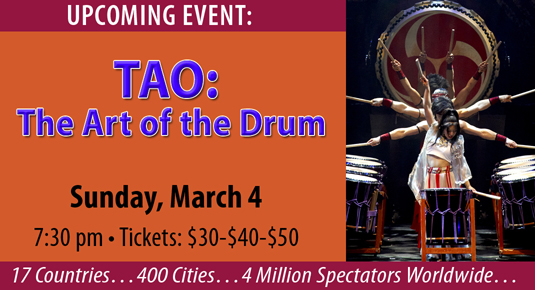 UPCOMING EVENT:
TAO:
The Art of the Drum
Sunday, March 4
7:30 pm • Tickets: $30-$40-$50
17 Countries...400 Cities...4 Million Spectators Worldwide...